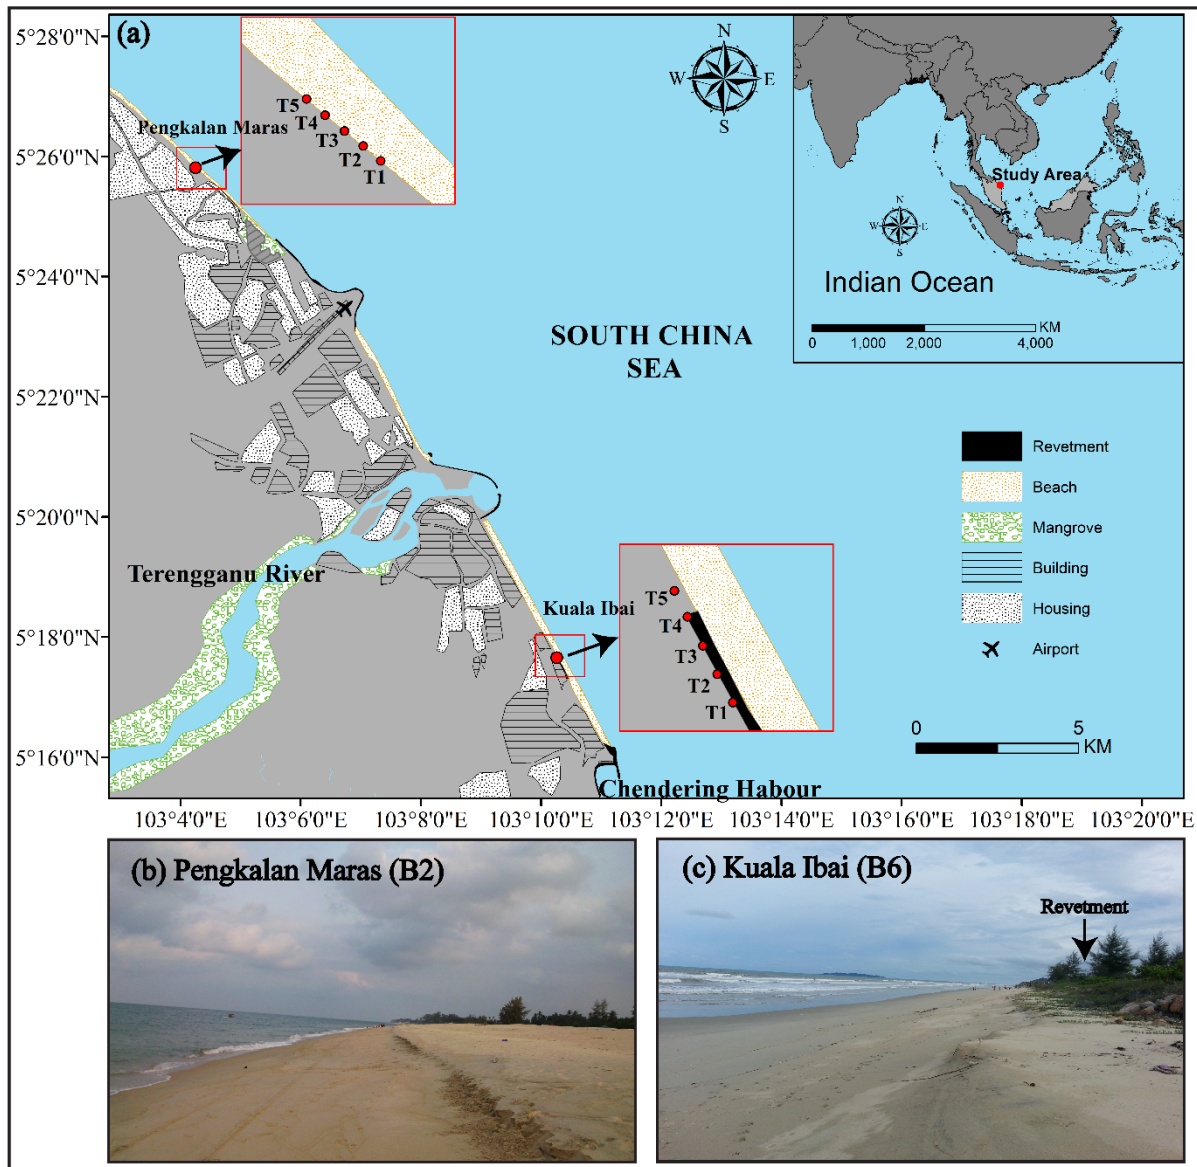 (a)
5°28'0"N
5°26'0"N
5°24'0"N
5°22'0"N
5°20'0"N
5°18'0"N
5°16'0"N
103°4'0"E
103°6'0"E
103°8'0"E
103°10'0"E
103°12'0"E
103°14'0"E
103°16'0"E
103°18'0"E
103°20'0"E
Pengkalan Maras
T5
T4
T3
T2
T1
N
W
E
S
Study Area
N
W
E
S
Indian Ocean
0
1,000
2,000
4,000
KM
SOUTH CHINA
SEA
Revetment
Beach
Mangrove
Building
Housing
Airport
Terengganu River
Kuala Ibai
T5
T4
T3
T2
T1
0
5
KM
Chendering Habour
(b) Pengkalan Maras (B2)
(c) Kuala Ibai (B6)
Revetment